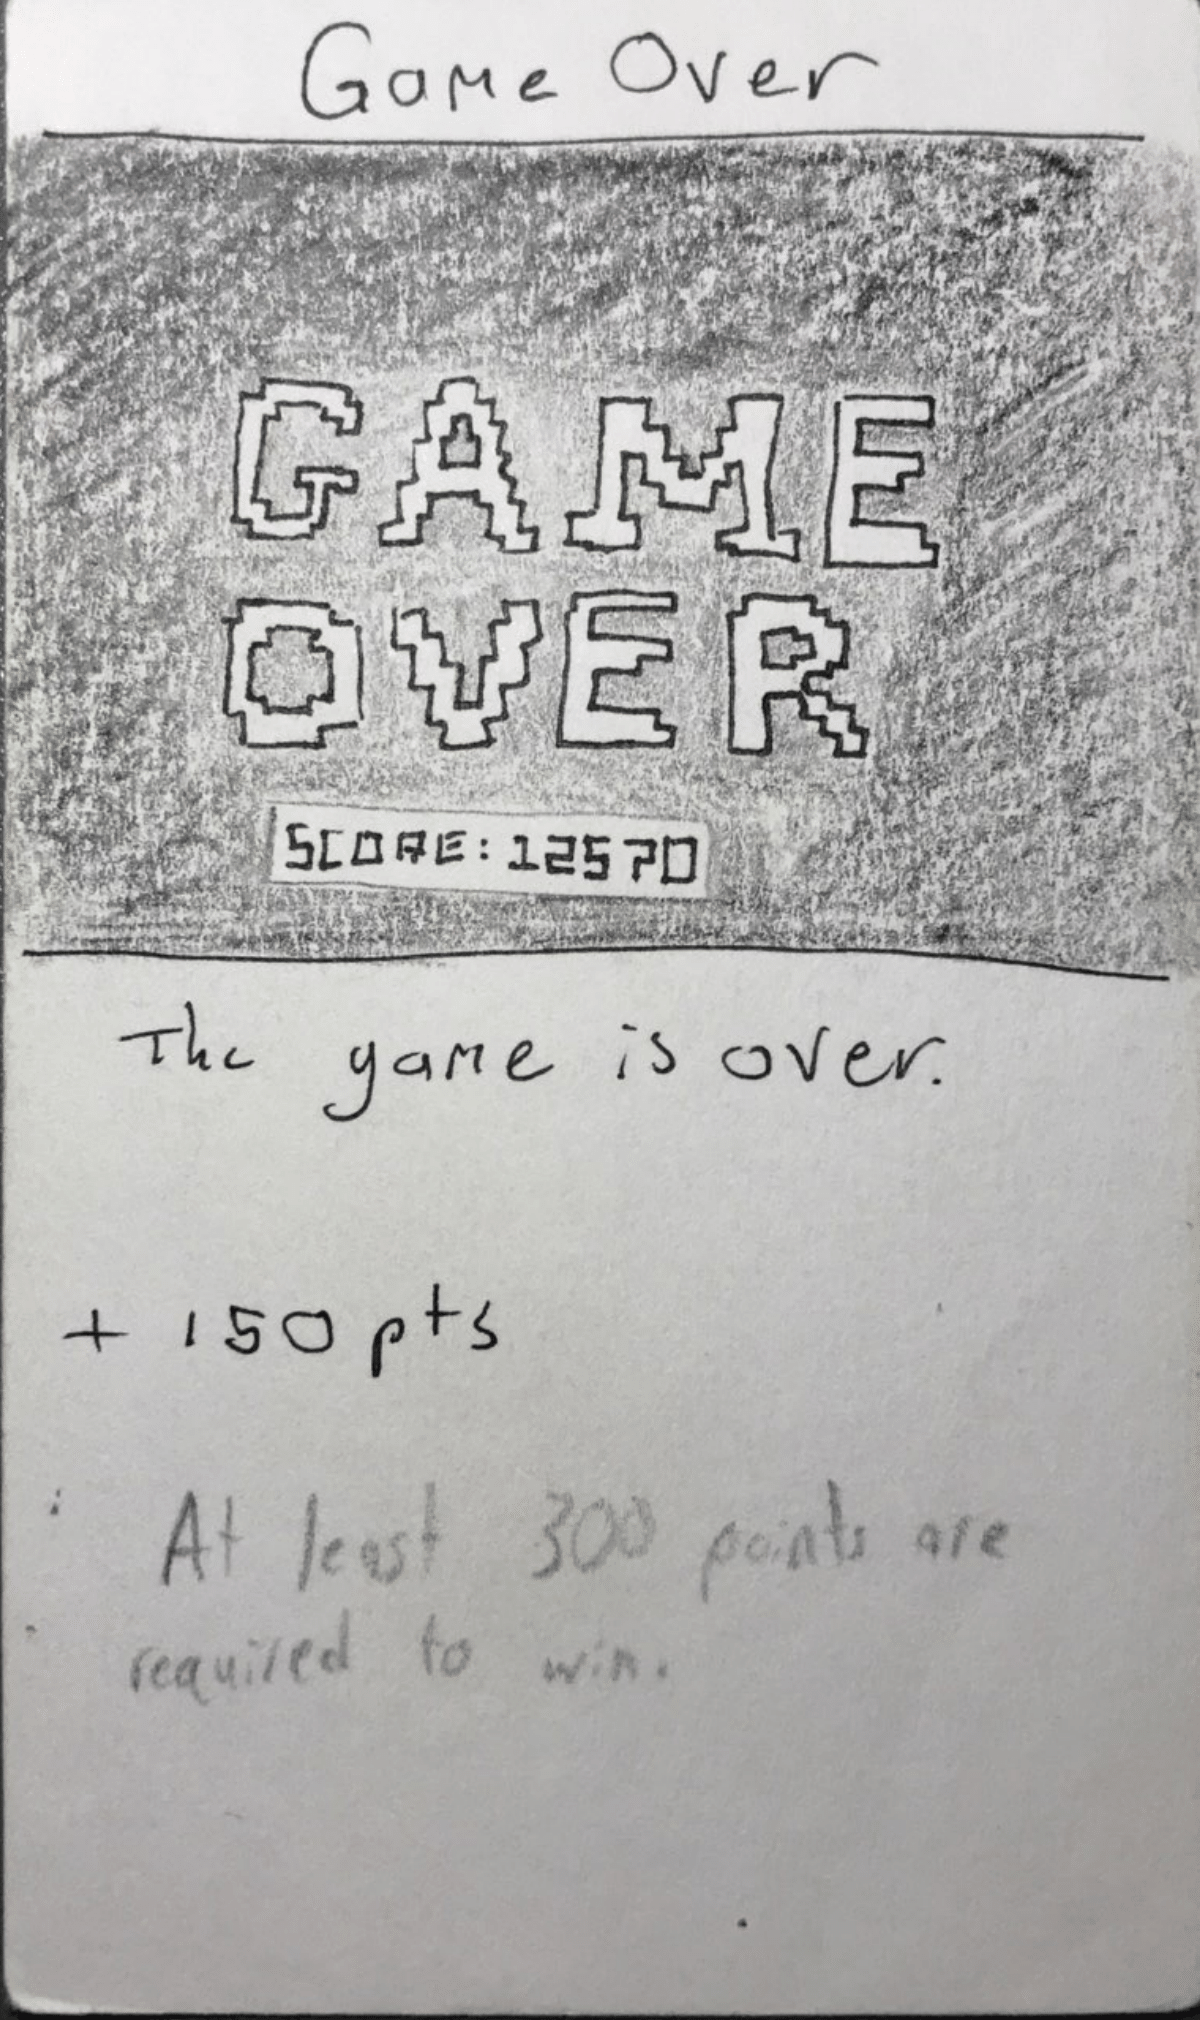 Game Over
GAME
OVER
SCORE: 12570
The game is over.
+ 150 pts
At least 300 points are
required to win.